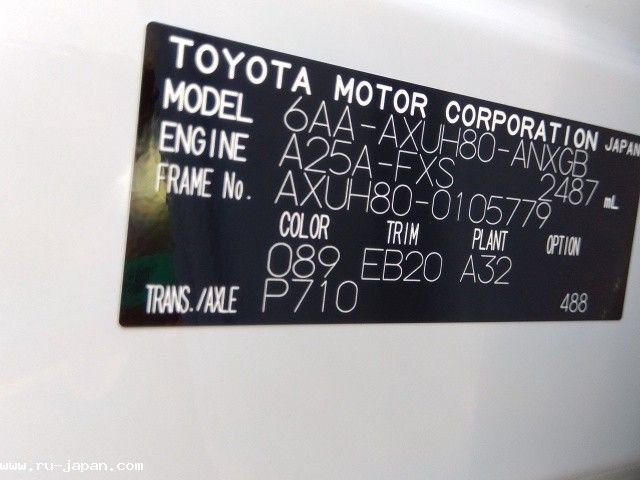 TOYOTA MOTOR CORPORATION JAPAN
MODEL 6AA-AXUH80-ANXGB
ENGINE A25A-FXS 2487 mL
FRAME No. AXUH80-0105779
COLOR TRIM PLANT OPTION
089 EB20 A32
TRANS./AXLE P710 488
www.ru-japan.com